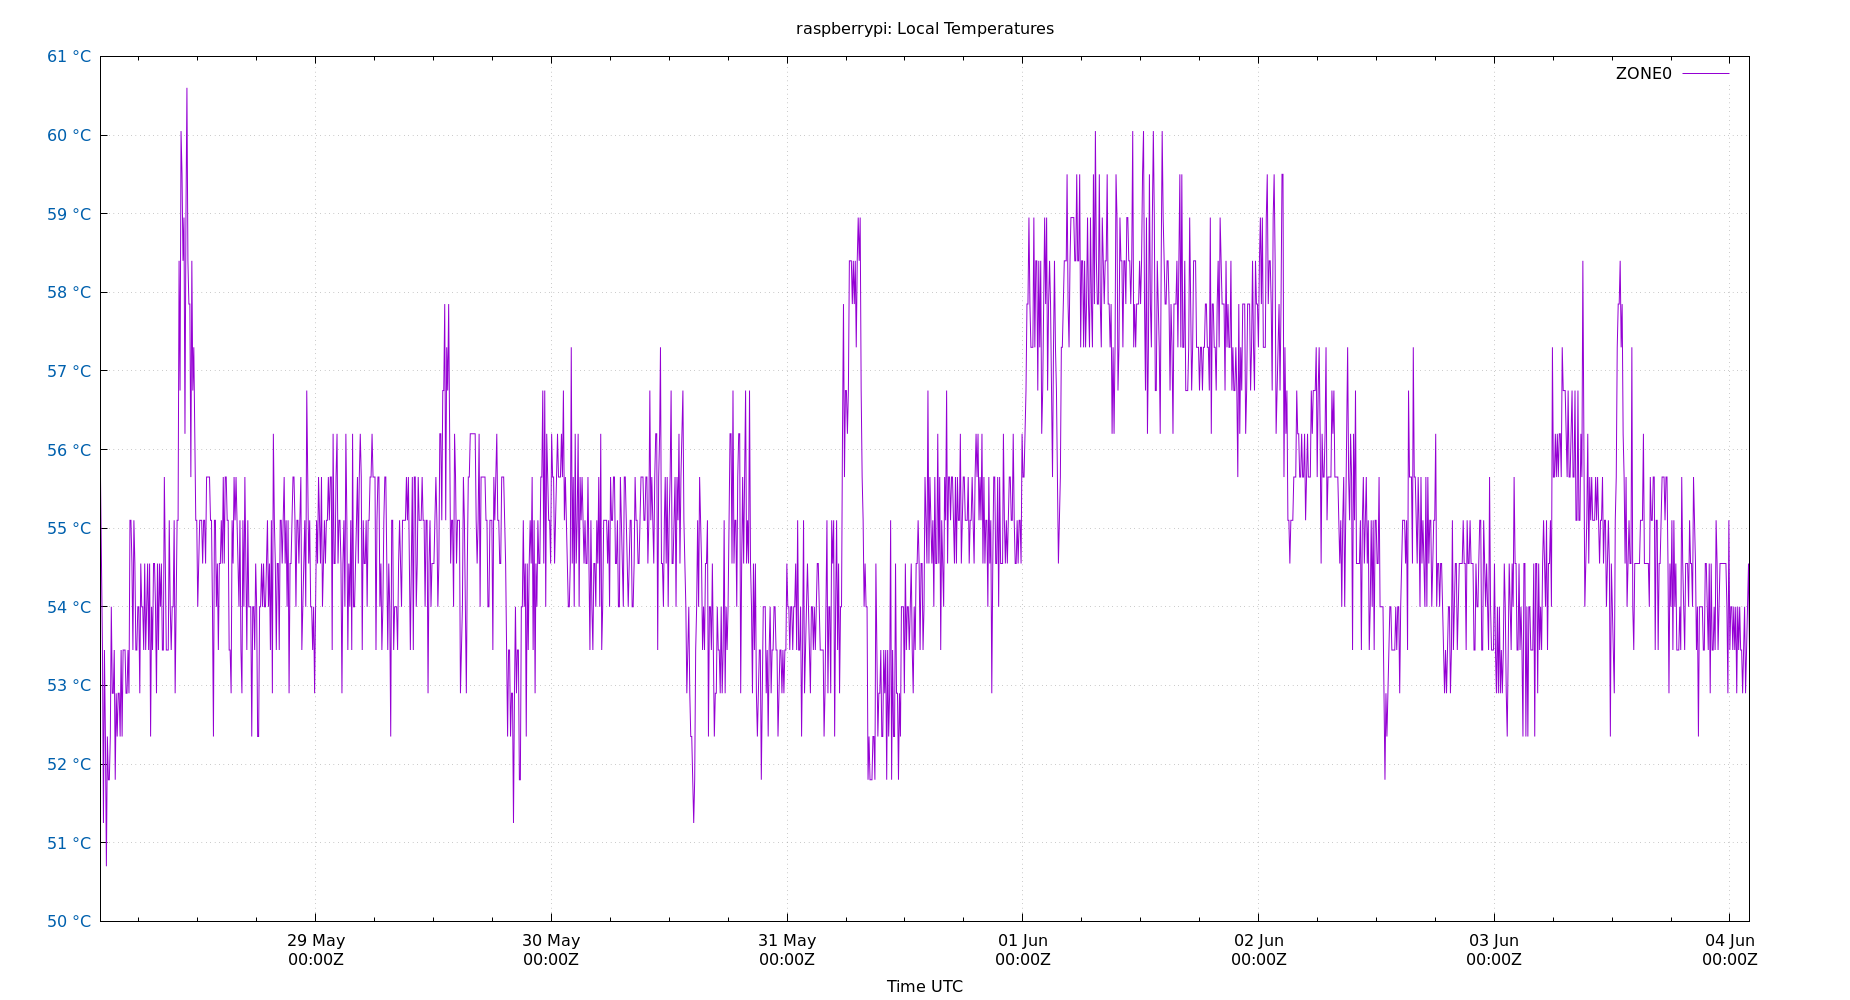 raspberrypi: Local Temperatures
61 °C
ZONE0
60 °C
59 °C
58 °C
57 °C
56 °C
55 °C
54 °C
53 °C
52 °C
51 °C
50 °C
29 May 30 May 31 May 01 Jun 02 Jun 03 Jun 04 Jun
00:00Z 00:00Z 00:00Z 00:00Z 00:00Z 00:00Z 00:00Z
Time UTC